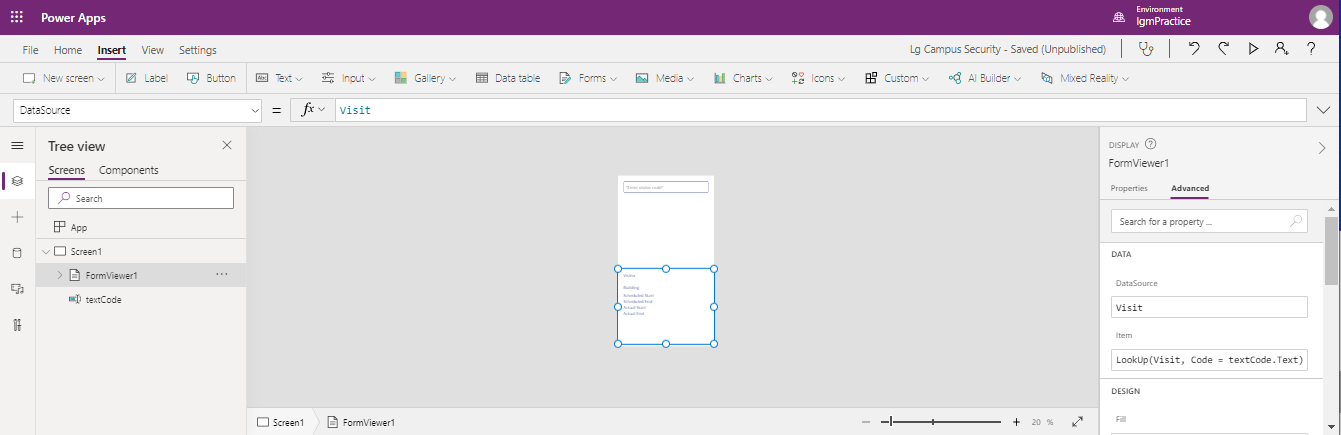 Power Apps
Environment
lgmPractice
File Home Insert View Settings
Lg Campus Security - Saved (Unpublished)
New screen Label Button Text Input Gallery Data table Forms Media Charts Icons Custom AI Builder Mixed Reality
DataSource = fx Visit
Tree view
Screens Components
Search
App
Screen1
FormViewer1 ...
textCode
"Enter visitor code"
Visitor
Building
Scheduled Start
Scheduled End
Actual Start
Actual End
Screen1 FormViewer1
20 %
DISPLAY
FormViewer1
Properties Advanced
Search for a property ...
DATA
DataSource
Visit
Item
LookUp(Visit, Code = textCode.Text)
DESIGN
Fill